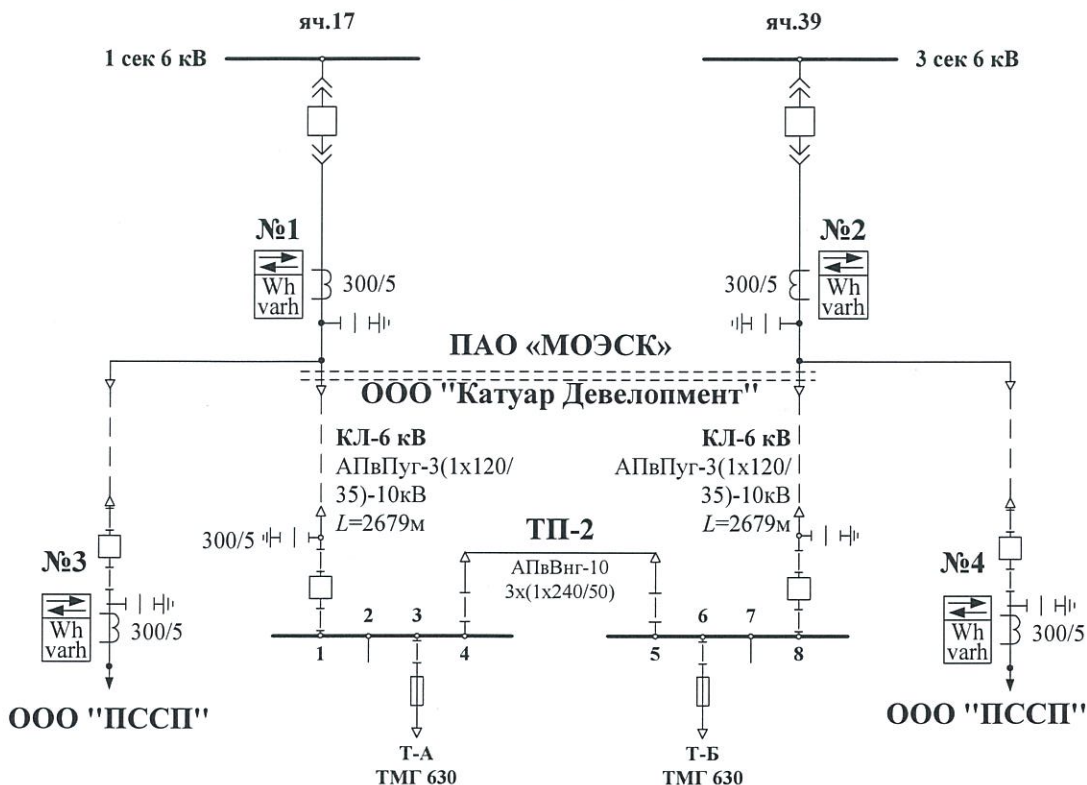 яч.17
яч.39
1 сек 6 кВ
3 сек 6 кВ
№1
№2
Wh
varh
300/5
300/5
Wh
varh
ПАО «МОЭСК»
ООО "Катуар Девелопмент"
КЛ-6 кВ
АПвПуг-3(1х120/
35)-10кВ
L=2679м
КЛ-6 кВ
АПвПуг-3(1х120/
35)-10кВ
L=2679м
300/5
ТП-2
АПвВнг-10
3х(1х240/50)
№3
№4
Wh
varh
300/5
Wh
varh
300/5
1
2
3
4
5
6
7
8
ООО "ПССП"
ООО "ПССП"
Т-А
ТМГ 630
Т-Б
ТМГ 630